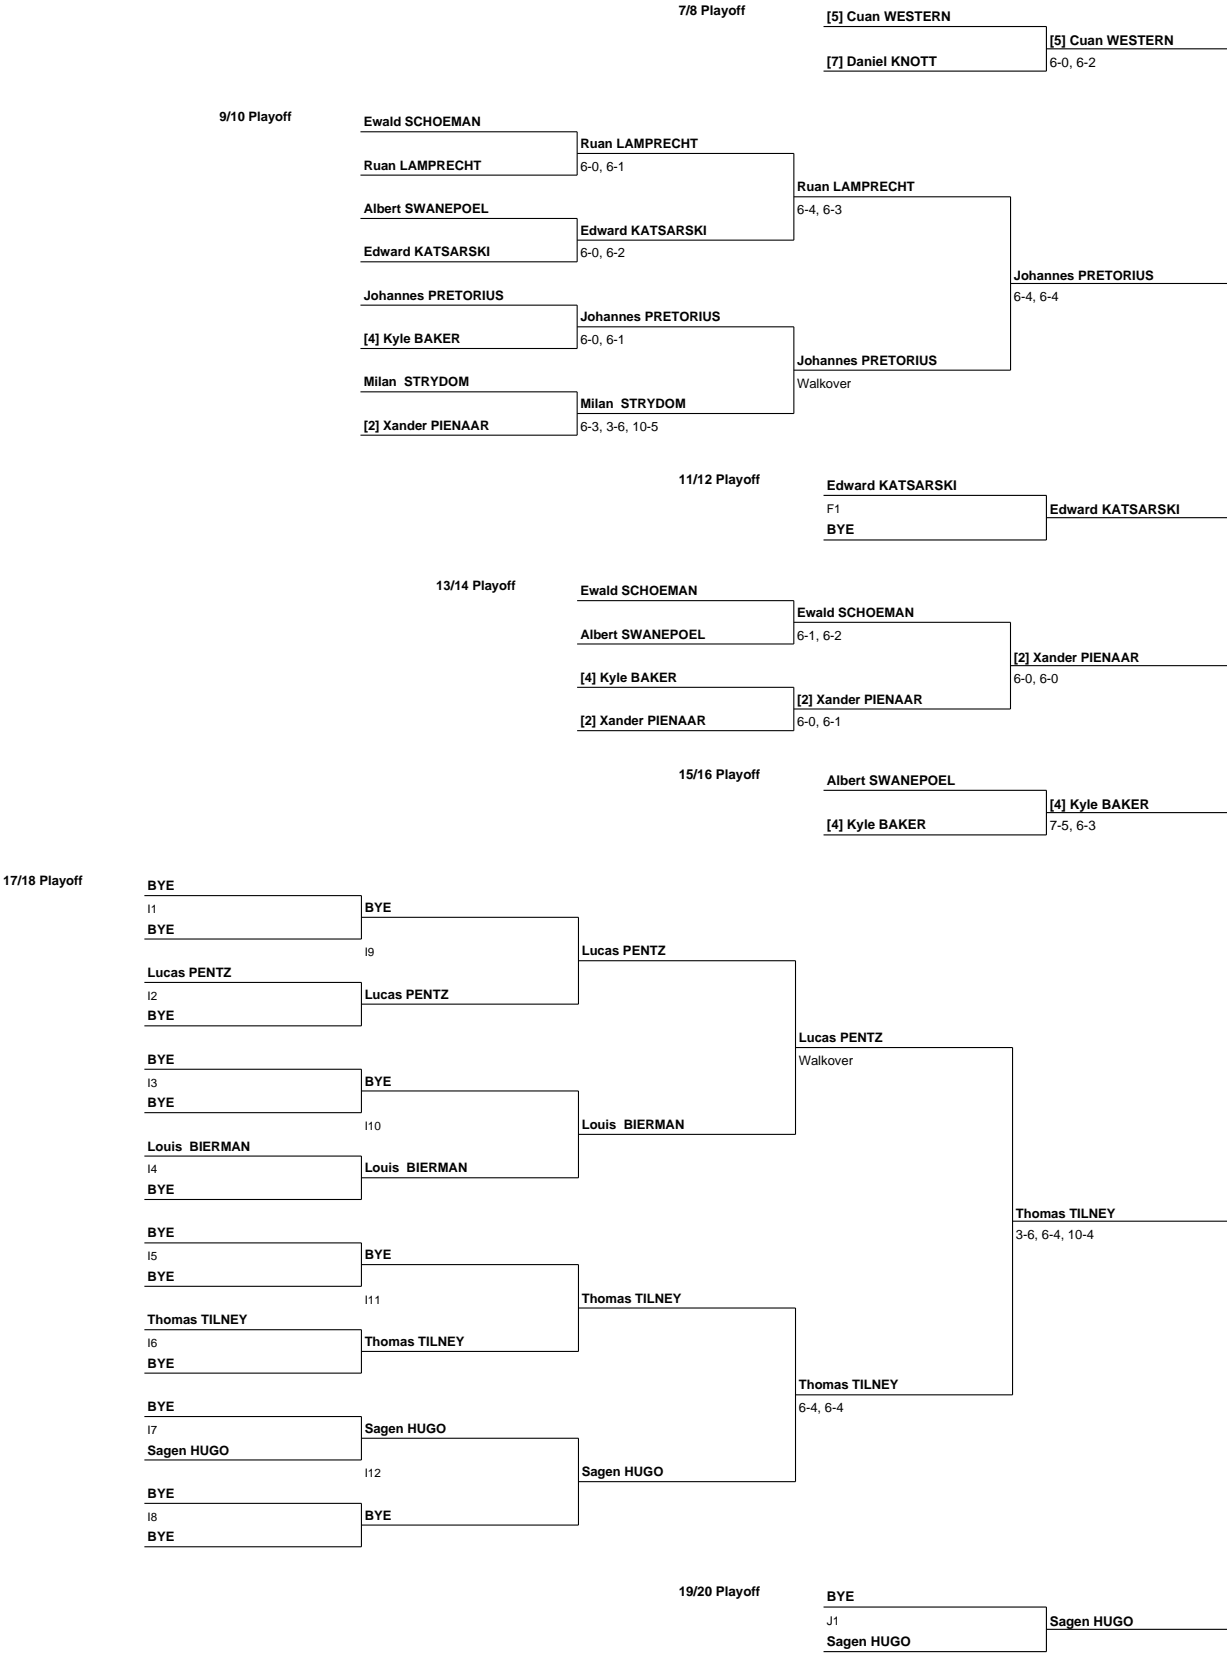 7/8 Playoff
[5] Cuan WESTERN
[5] Cuan WESTERN
[7] Daniel KNOTT
6-0, 6-2
9/10 Playoff
Ewald SCHOEMAN
Ruan LAMPRECHT
Ruan LAMPRECHT
6-0, 6-1
Ruan LAMPRECHT
Albert SWANEPOEL
6-4, 6-3
Edward KATSARSKI
Edward KATSARSKI
6-0, 6-2
Johannes PRETORIUS
Johannes PRETORIUS
6-4, 6-4
Johannes PRETORIUS
[4] Kyle BAKER
6-0, 6-1
Johannes PRETORIUS
Milan  STRYDOM
Walkover
Milan  STRYDOM
[2] Xander PIENAAR
6-3, 3-6, 10-5
11/12 Playoff
Edward KATSARSKI
F1
Edward KATSARSKI
BYE
13/14 Playoff
Ewald SCHOEMAN
Ewald SCHOEMAN
Albert SWANEPOEL
6-1, 6-2
[2] Xander PIENAAR
[4] Kyle BAKER
6-0, 6-0
[2] Xander PIENAAR
[2] Xander PIENAAR
6-0, 6-1
15/16 Playoff
Albert SWANEPOEL
[4] Kyle BAKER
[4] Kyle BAKER
7-5, 6-3
17/18 Playoff
BYE
I1
BYE
BYE
I9
Lucas PENTZ
Lucas PENTZ
I2
Lucas PENTZ
BYE
Lucas PENTZ
BYE
Walkover
I3
BYE
BYE
I10
Louis  BIERMAN
Louis  BIERMAN
I4
Louis  BIERMAN
BYE
Thomas TILNEY
BYE
3-6, 6-4, 10-4
I5
BYE
BYE
I11
Thomas TILNEY
Thomas TILNEY
I6
Thomas TILNEY
BYE
Thomas TILNEY
BYE
6-4, 6-4
I7
Sagen HUGO
Sagen HUGO
I12
Sagen HUGO
BYE
I8
BYE
BYE
19/20 Playoff
BYE
J1
Sagen HUGO
Sagen HUGO